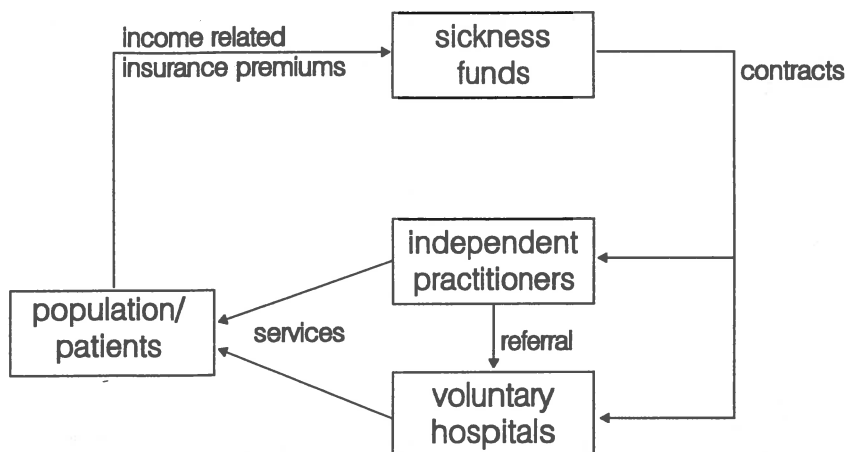 income related
insurance premiums
sickness
funds
contracts
independent
practitioners
population/
patients
services
referral
voluntary
hospitals